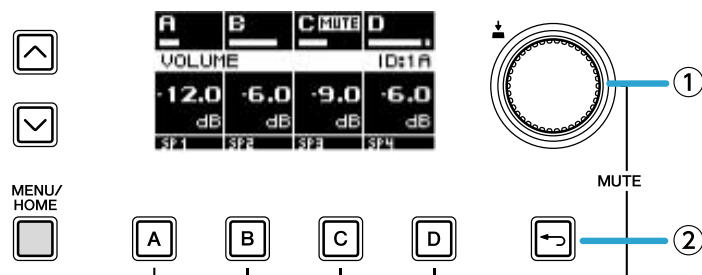 A B C MUTE D
VOLUME ID:1A
-12.0 -6.0 -9.0 -6.0
dB dB dB dB
SP1 SP2 SP3 SP4
1
MUTE
MENU/
HOME
A B C D
2